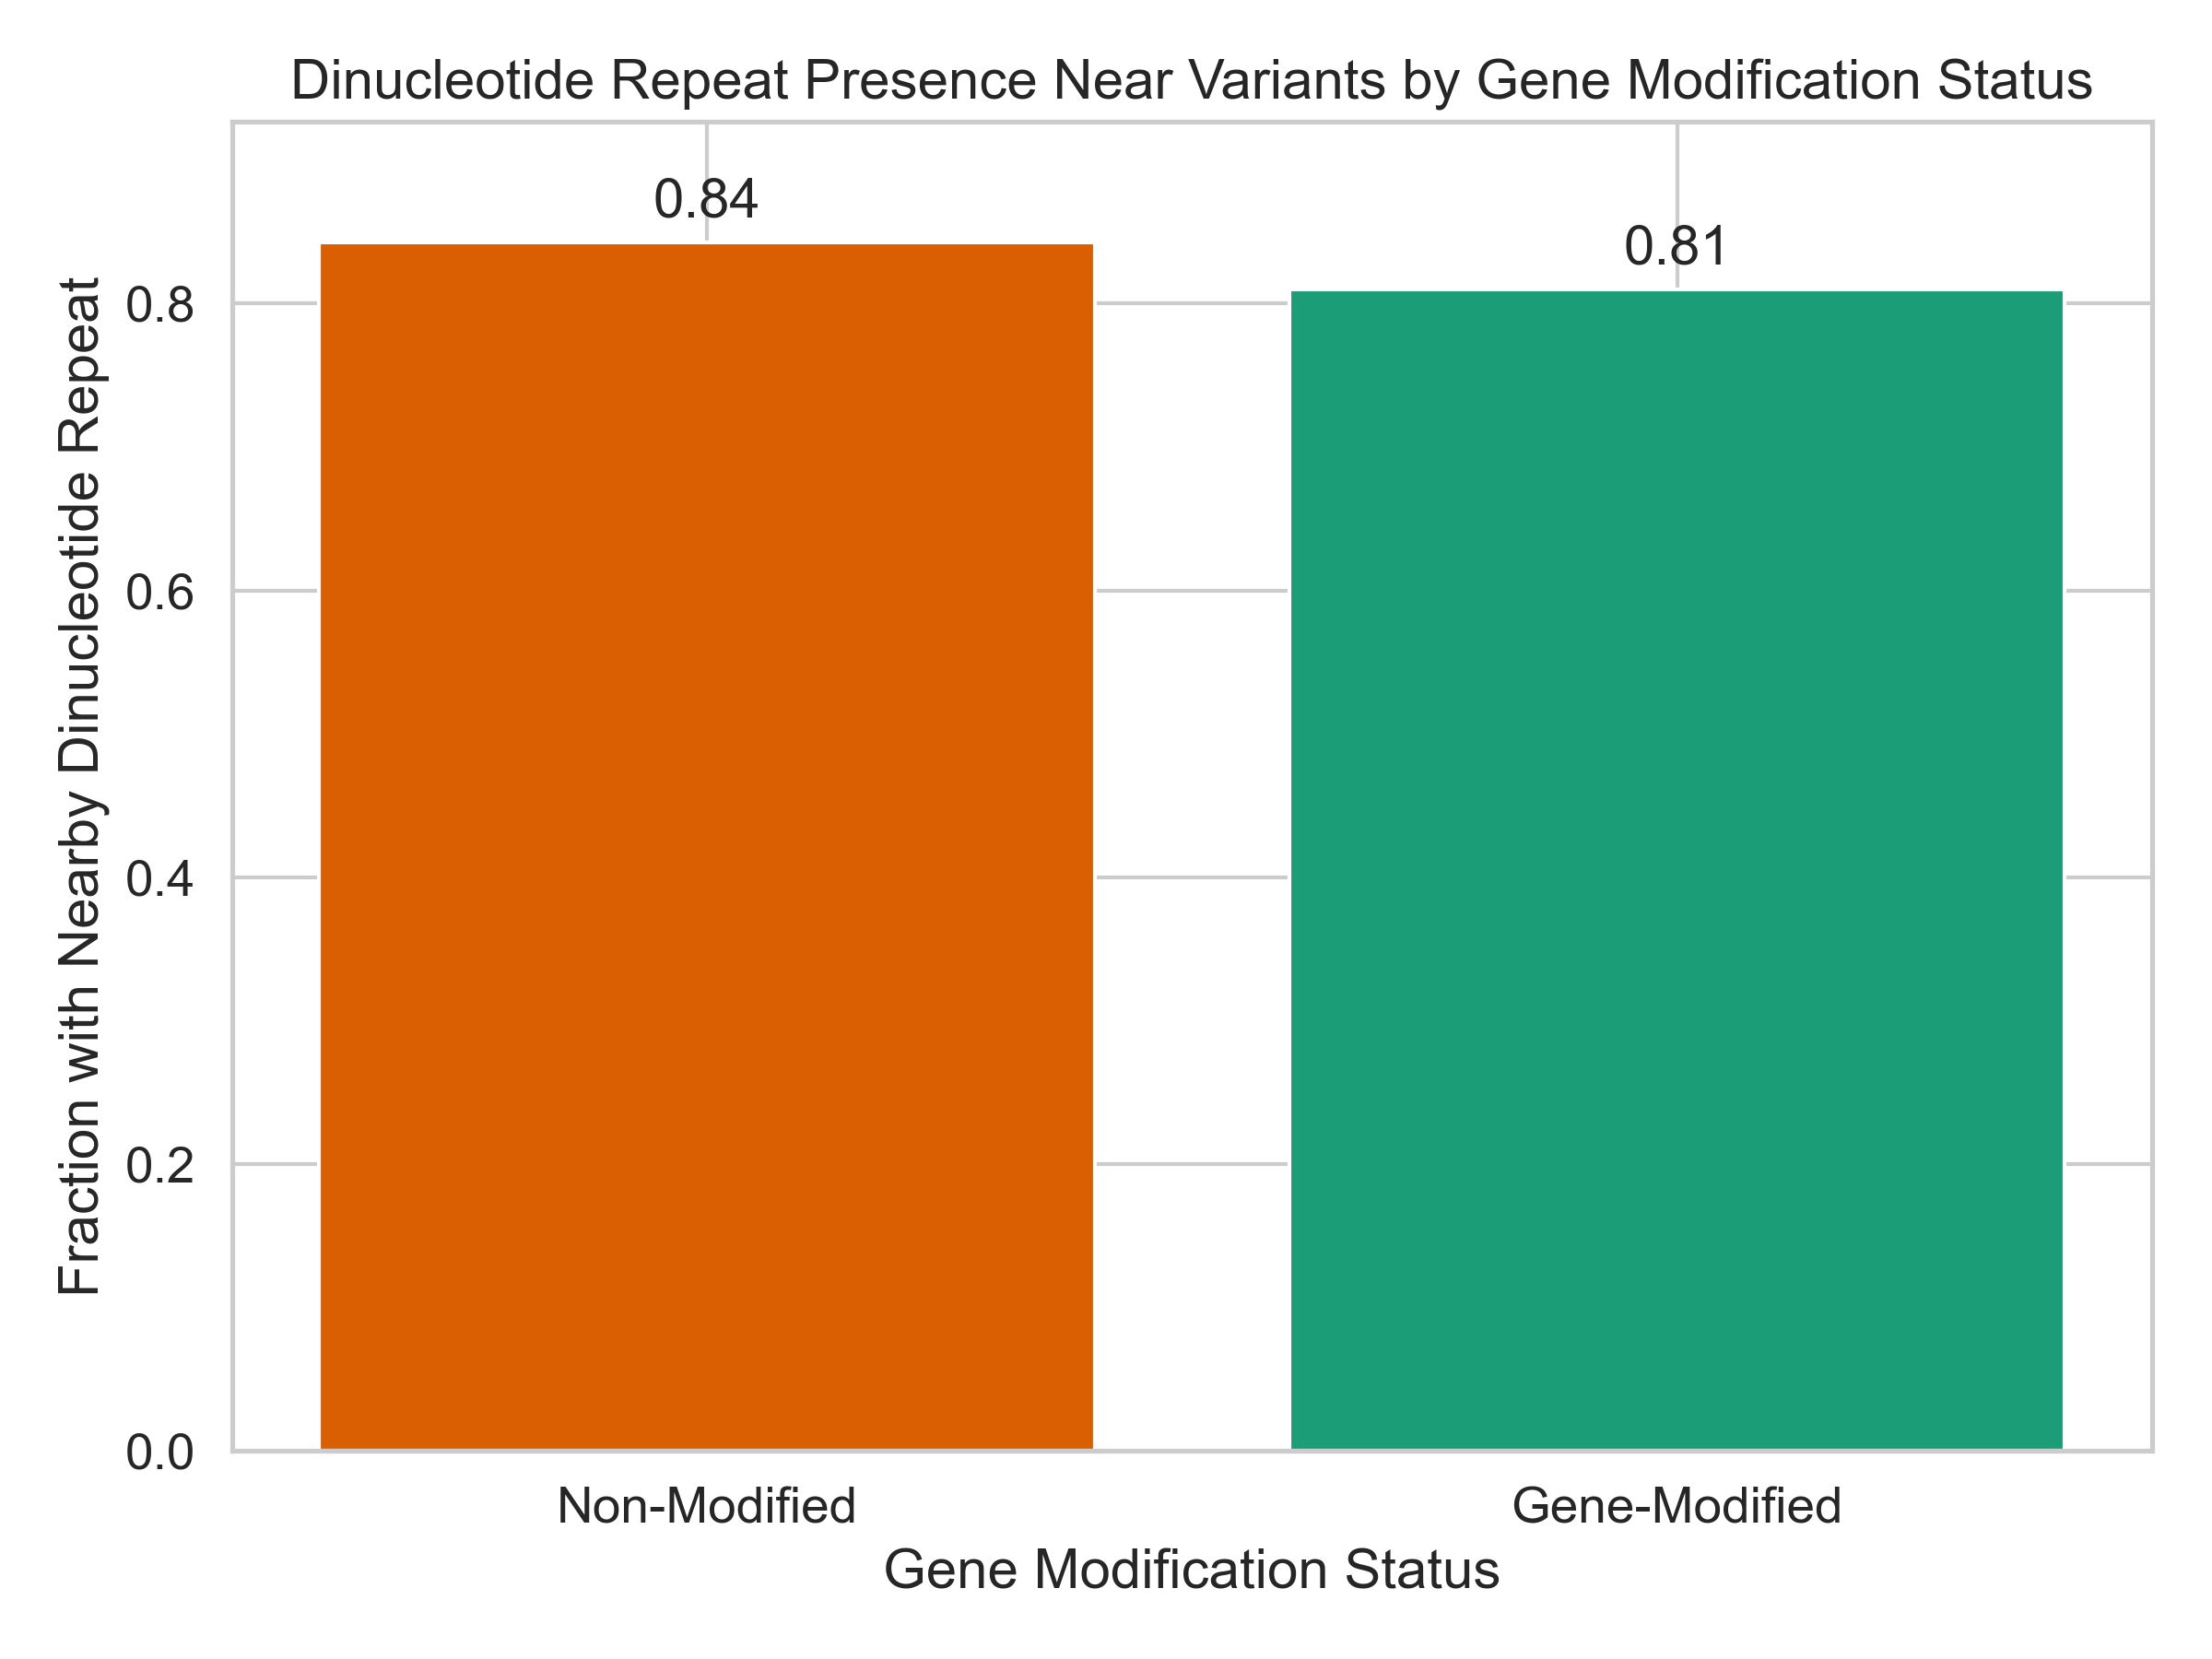 Dinucleotide Repeat Presence Near Variants by Gene Modification Status
0.84
0.81
Fraction with Nearby Dinucleotide Repeat
0.8
0.6
0.4
0.2
0.0
Non-Modified
Gene-Modified
Gene Modification Status